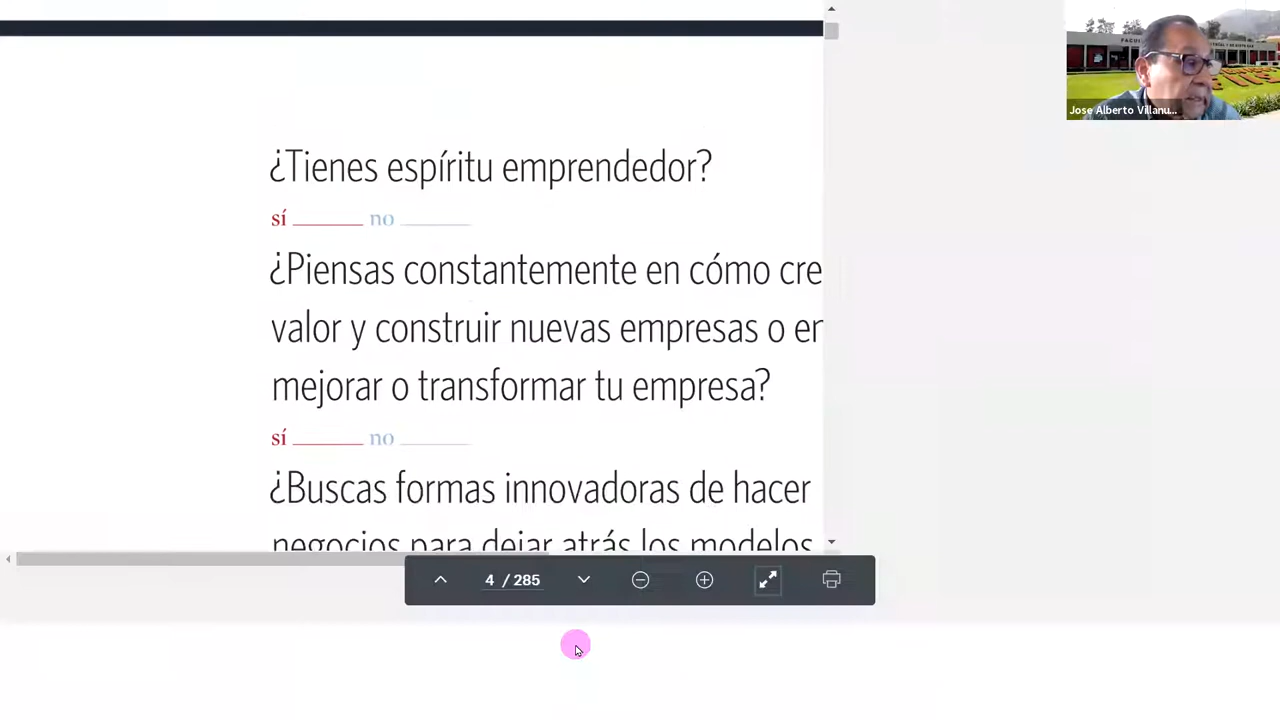 ¿Tienes espíritu emprendedor?
sí no
¿Piensas constantemente en cómo cre
valor y construir nuevas empresas o en
mejorar o transformar tu empresa?
sí no
¿Buscas formas innovadoras de hacer
negocios para dejar atrás los modelos
4 / 285
Jose Alberto Villanu...